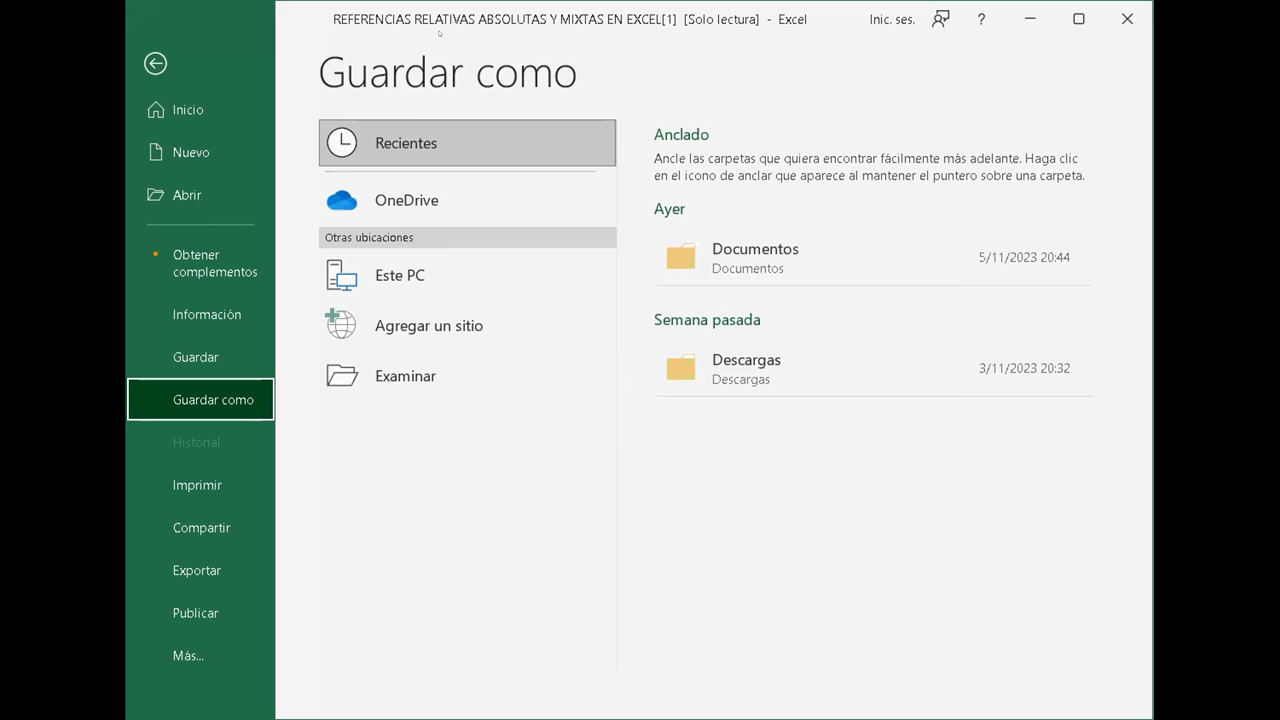 REFERENCIAS RELATIVAS ABSOLUTAS Y MIXTAS EN EXCEL[1] [Solo lectura] - Excel
Inic. ses.
?
Inicio
Nuevo
Abrir
Obtener
complementos
Información
Guardar
Guardar como
Historial
Imprimir
Compartir
Exportar
Publicar
Más...
Guardar como
Recientes
OneDrive
Otras ubicaciones
Este PC
Agregar un sitio
Examinar
Anclado
Ancle las carpetas que quiera encontrar fácilmente más adelante. Haga clic
en el icono de anclar que aparece al mantener el puntero sobre una carpeta.
Ayer
Documentos
Documentos
5/11/2023 20:44
Semana pasada
Descargas
Descargas
3/11/2023 20:32